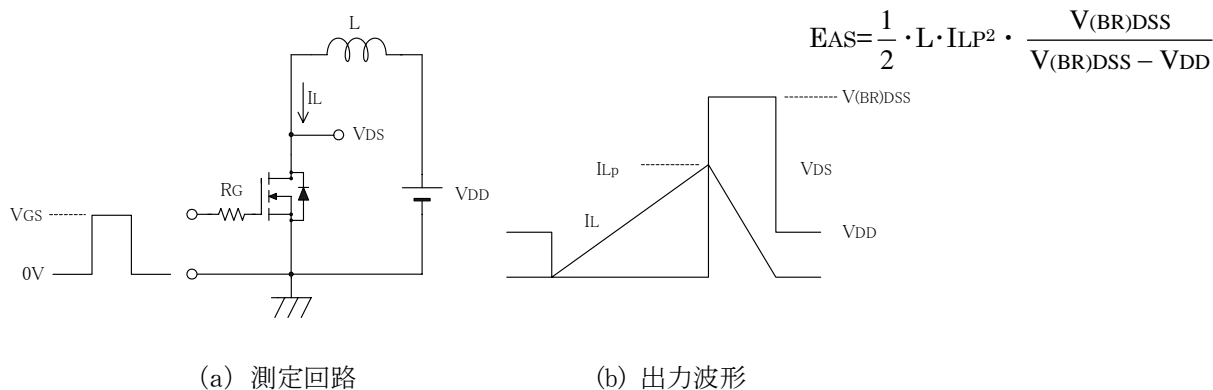 EAS=1/2・L・ILP²・V(BR)DSS/(V(BR)DSS – VDD)
L
IL
VDS
RG
VDD
VGS
0V
V(BR)DSS
ILp
VDS
IL
VDD
(a) 測定回路
(b) 出力波形